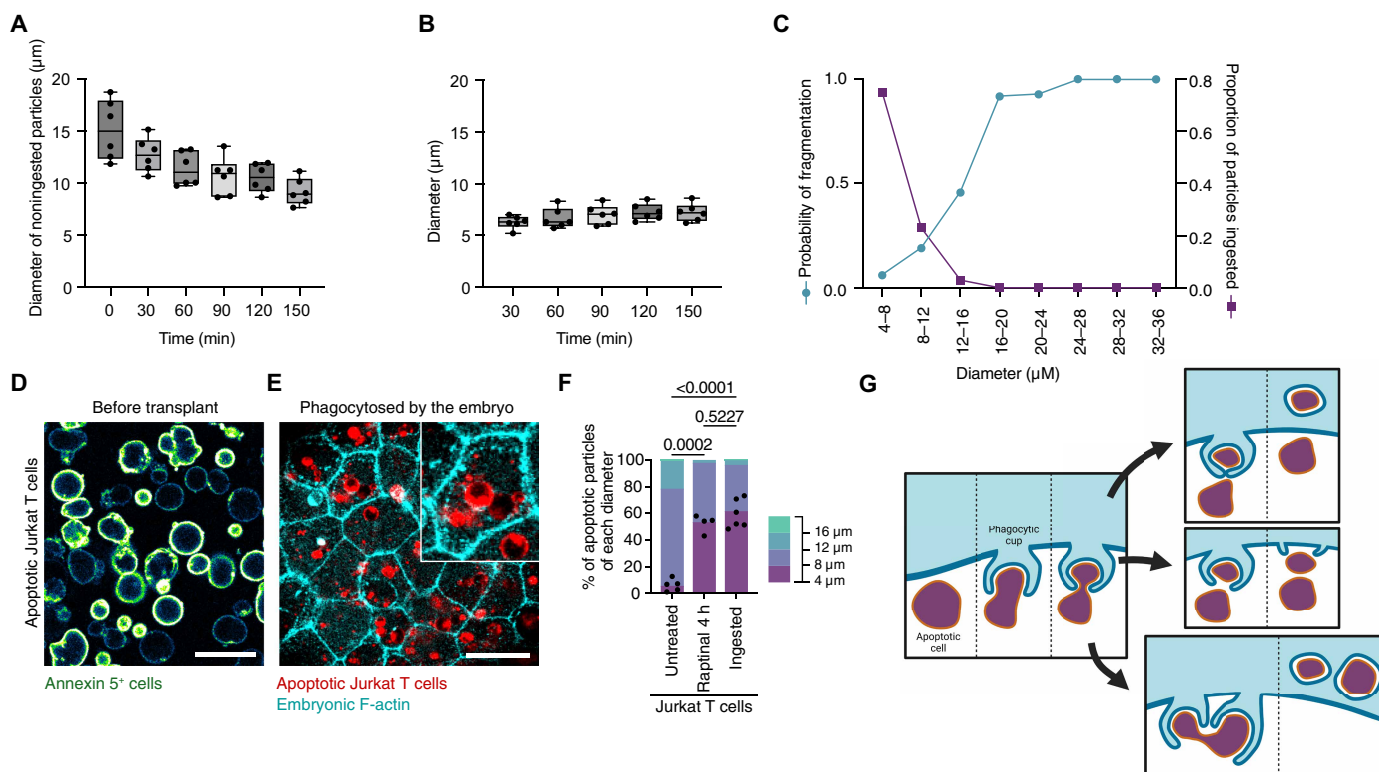 A
Diameter of noningested particles (µm)
20
15
10
5
0
0 30 60 90 120 150
Time (min)
B
Diameter (µm)
20
15
10
5
0
30 60 90 120 150
Time (min)
C
Probability of fragmentation
1.0
0.5
0.0
Proportion of particles ingested
0.8
0.6
0.4
0.2
0.0
4–8
8–12
12–16
16–20
20–24
24–28
28–32
32–36
Diameter (µM)
D
Before transplant
Apoptotic Jurkat T cells
Annexin 5⁺ cells
E
Phagocytosed by the embryo
Apoptotic Jurkat T cells
Embryonic F-actin
F
<0.0001
0.5227
0.0002
% of apoptotic particles
of each diameter
100
80
60
40
20
0
Untreated
Raptinal 4 h
Ingested
Jurkat T cells
16 µm
12 µm
8 µm
4 µm
G
Phagocytic
cup
Apoptotic
cell